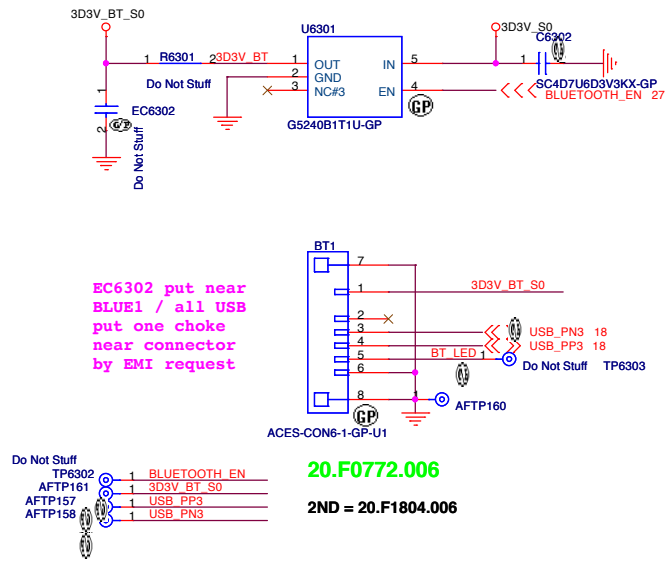 3D3V_BT_S0
3D3V_S0
U6301
C6302
1 R6301 2 3D3V_BT 1 OUT IN 5 1
Do Not Stuff
2 GND
3 NC#3 EN 4
SC4D7U6D3V3KX-GP
BLUETOOTH_EN 27
GP
G5240B1T1U-GP
1
EC6302
2
Do Not Stuff
BT1
7
1 3D3V_BT_S0
2
3 USB_PN3 18
4 USB_PP3 18
5 BT_LED 1
Do Not Stuff TP6303
6
8 1
AFTP160
GP
ACES-CON6-1-GP-U1
EC6302 put near
BLUE1 / all USB
put one choke
near connector
by EMI request
Do Not Stuff
TP6302 1 BLUETOOTH_EN
AFTP161 1 3D3V_BT_S0
AFTP157 1 USB_PP3
AFTP158 1 USB_PN3
20.F0772.006
2ND = 20.F1804.006